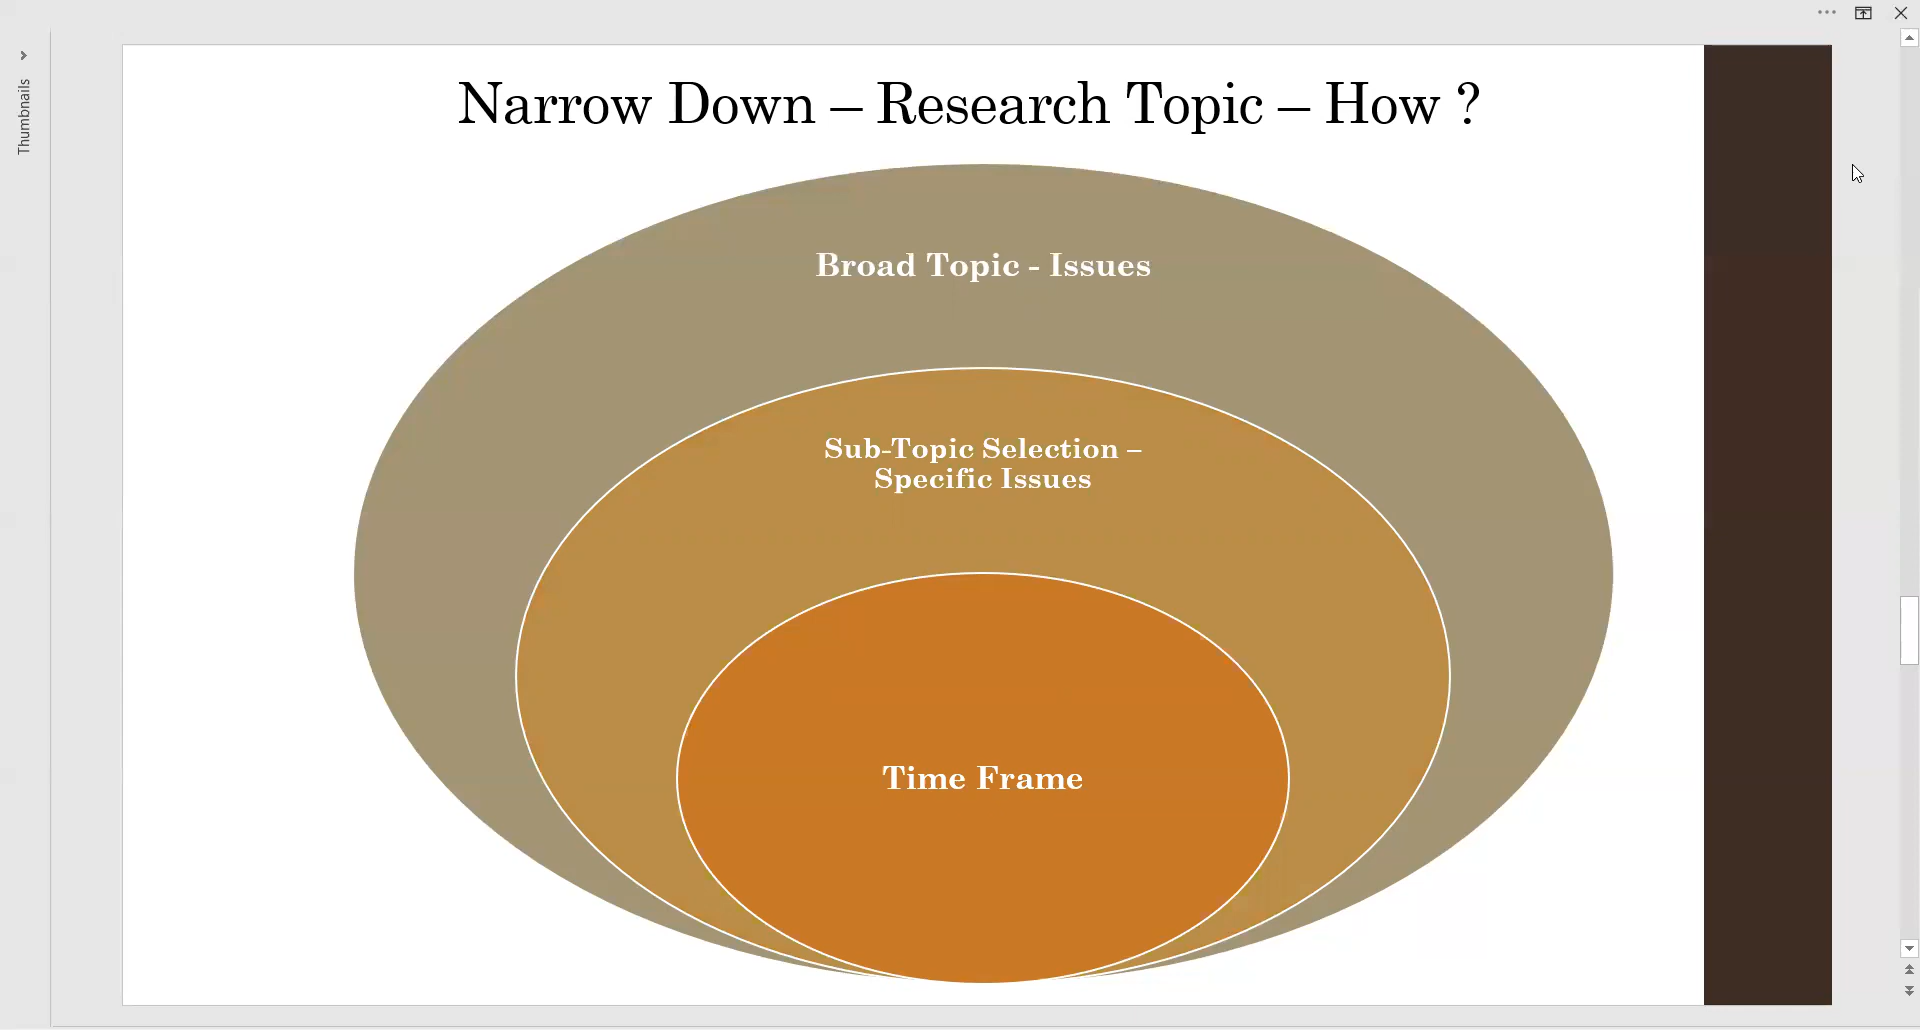 Thumbnails
Narrow Down – Research Topic – How ?
Broad Topic - Issues
Sub-Topic Selection –
Specific Issues
Time Frame